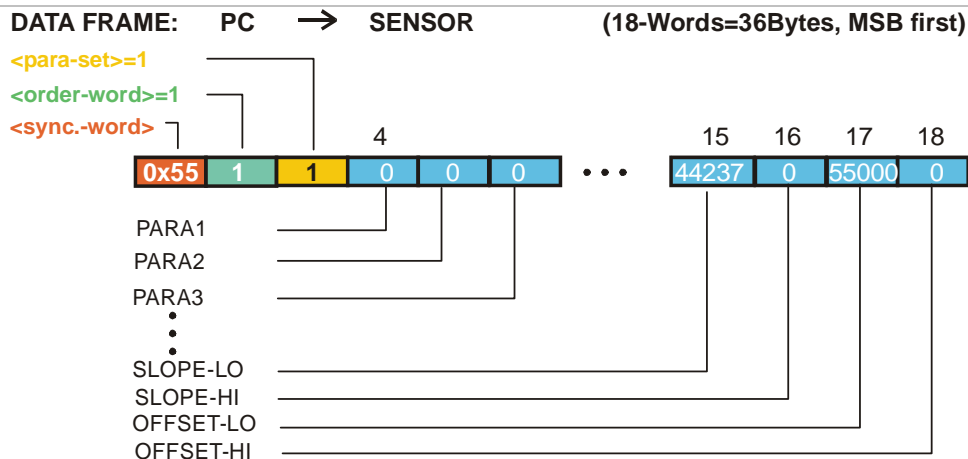 DATA FRAME: PC → SENSOR (18-Words=36Bytes, MSB first)
<para-set>=1
<order-word>=1
<sync.-word>
4 15 16 17 18
0x55 1 1 0 0 0 ••• 44237 0 55000 0
PARA1
PARA2
PARA3
SLOPE-LO
SLOPE-HI
OFFSET-LO
OFFSET-HI